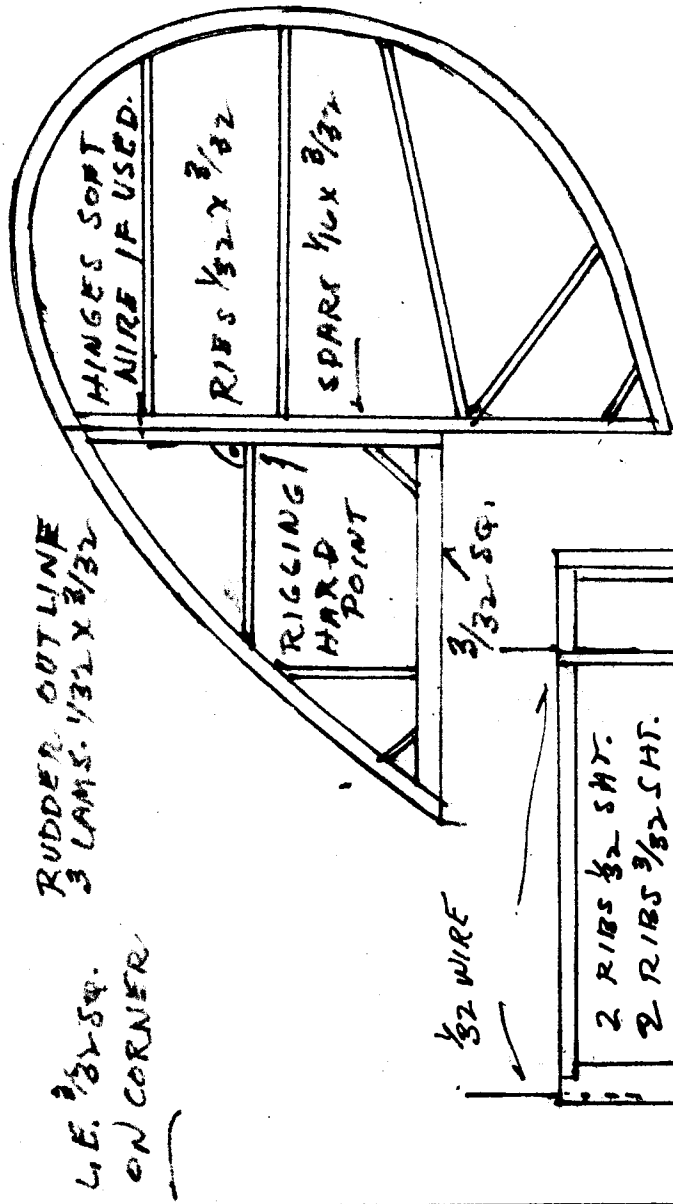 L.E. 3/32 SQ.
ON CORNER
RUDDER OUTLINE
3 LAMS. 1/32 X 3/32
HINGES SOFT
WIRE IF USED.
RIBS 1/32 X 3/32
SPARS 1/16 X 3/32
RIGGING
HARD
POINT
3/32 SQ.
1/32 WIRE
2 RIBS 1/32 SHT.
2 RIBS 3/32 SHT.